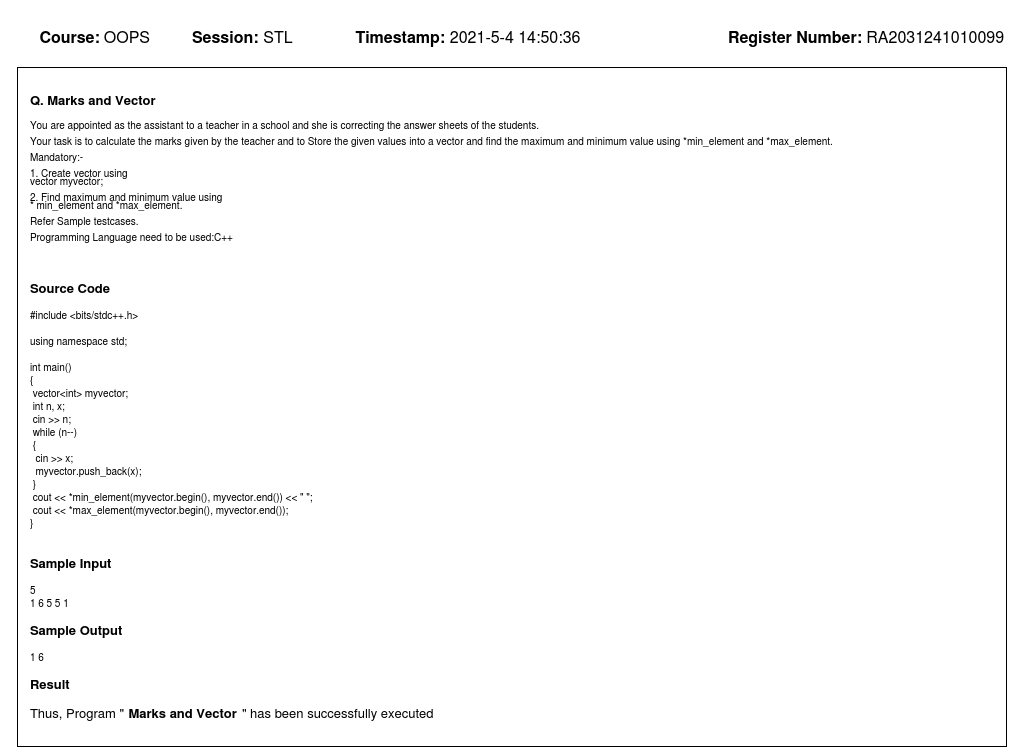 Course: OOPS Session: STL Timestamp: 2021-5-4 14:50:36 Register Number: RA2031241010099
Q. Marks and Vector
You are appointed as the assistant to a teacher in a school and she is correcting the answer sheets of the students.
Your task is to calculate the marks given by the teacher and to Store the given values into a vector and find the maximum and minimum value using *min_element and *max_element.
Mandatory:-
1. Create vector using
vector myvector;
2. Find maximum and minimum value using
* min_element and *max_element.
Refer Sample testcases.
Programming Language need to be used:C++
Source Code
#include <bits/stdc++.h>
using namespace std;
int main()
{
vector<int> myvector;
int n, x;
cin >> n;
while (n--)
{
cin >> x;
myvector.push_back(x);
}
cout << *min_element(myvector.begin(), myvector.end()) << " ";
cout << *max_element(myvector.begin(), myvector.end());
}
Sample Input
5
1 6 5 5 1
Sample Output
1 6
Result
Thus, Program " Marks and Vector " has been successfully executed